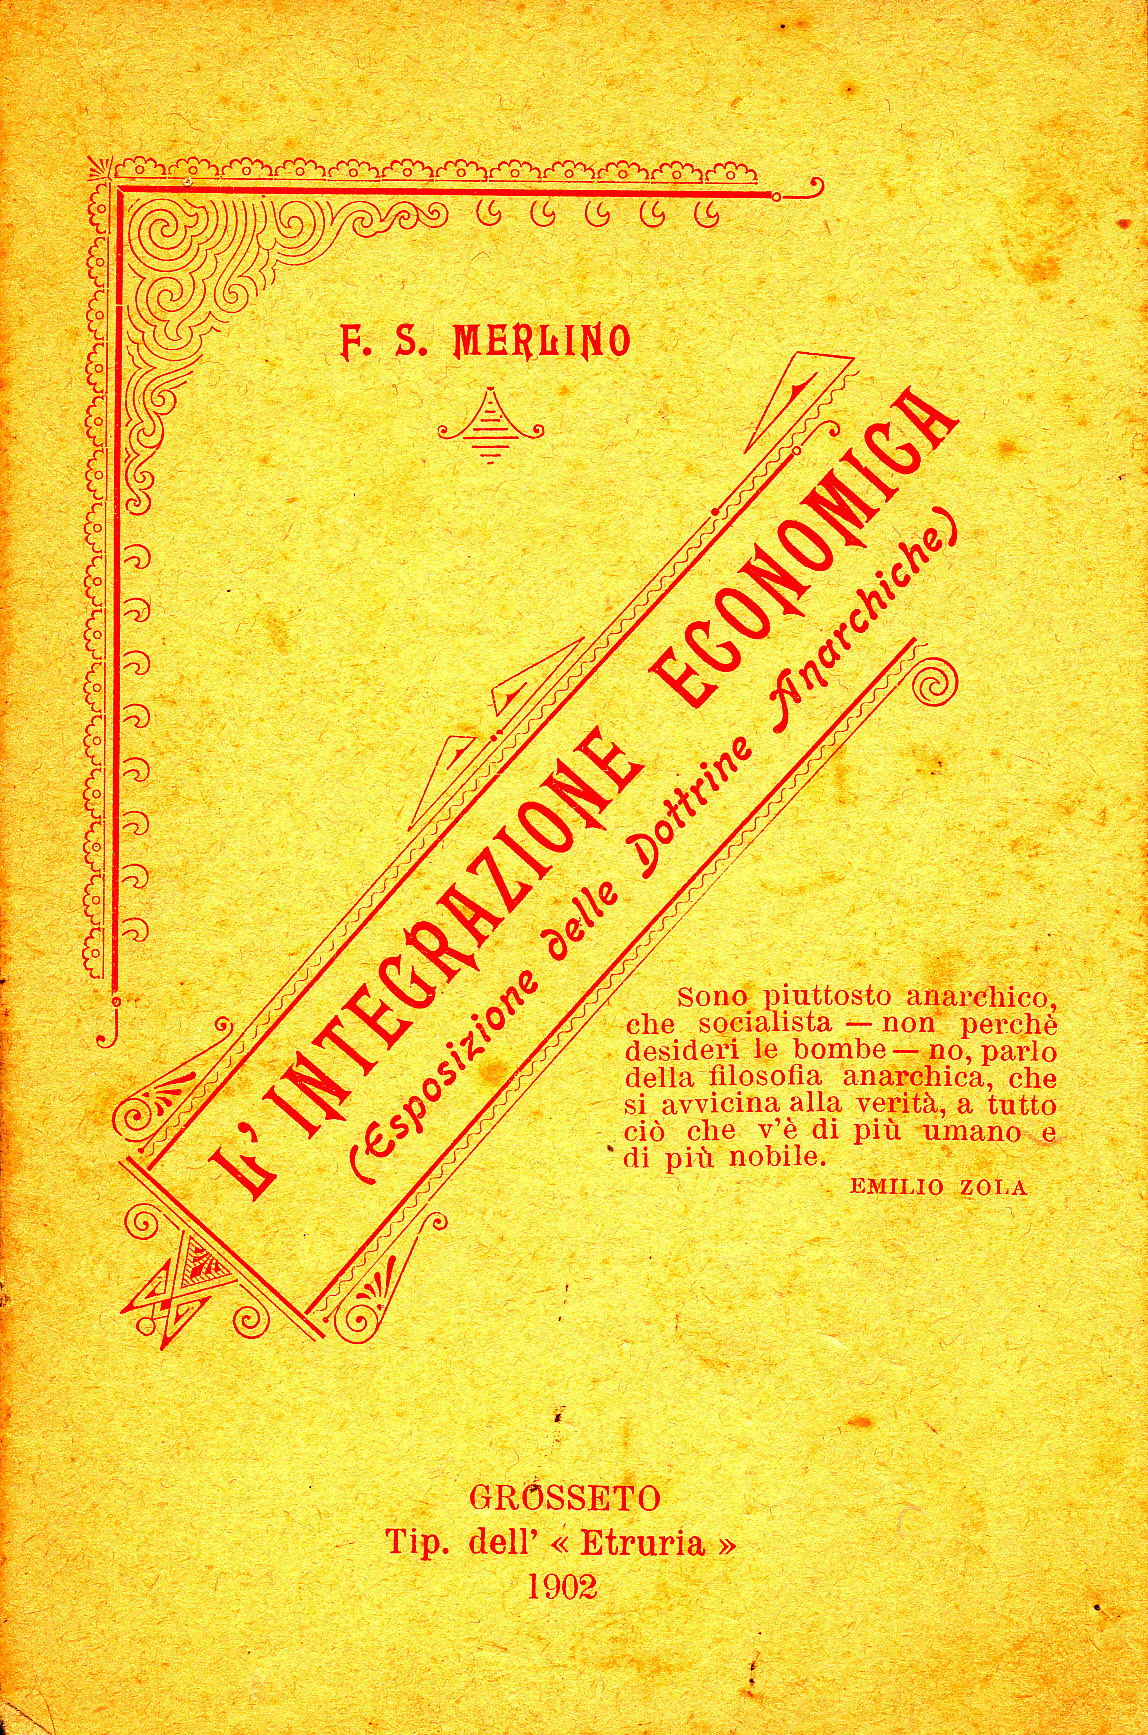 F. S. MERLINO
L' INTEGRAZIONE ECONOMICA
(Esposizione delle Dottrine Anarchiche)
Sono piuttosto anarchico,
che socialista — non perchè
desideri le bombe — no, parlo
della filosofia anarchica, che
si avvicina alla verità, a tutto
ciò che v'è di più umano e
di più nobile.
EMILIO ZOLA
GROSSETO
Tip. dell' « Etruria »
1902